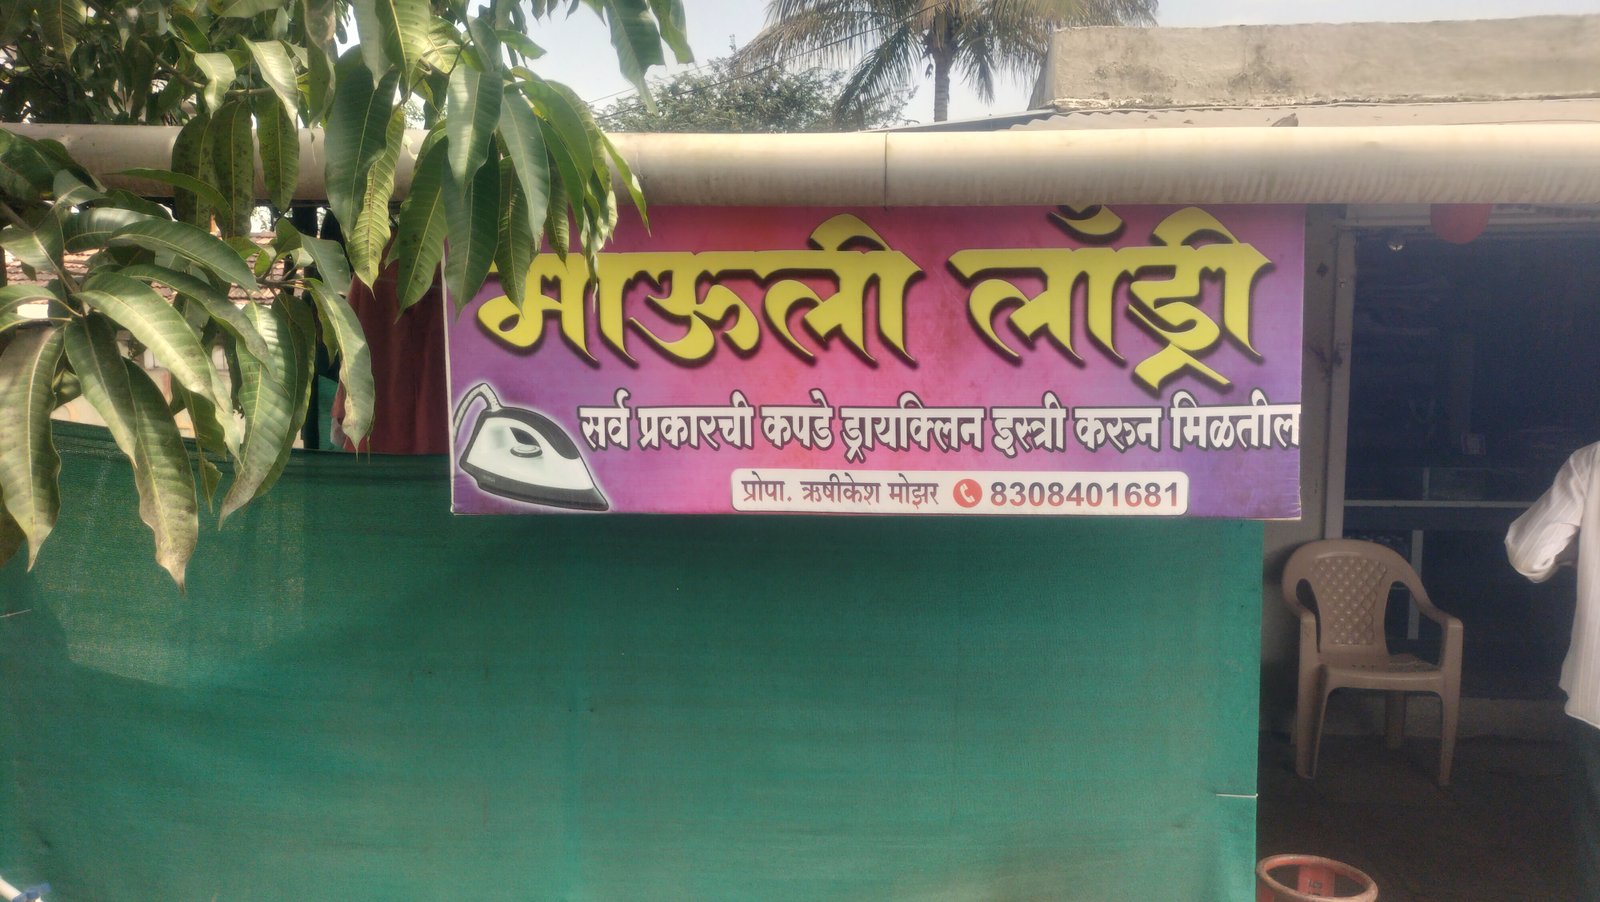 माऊली लाँड्री
सर्व प्रकारची कपडे ड्रायक्लिन इस्त्री करून मिळतील
प्रोपा. ऋषीकेश मोझर 8308401681